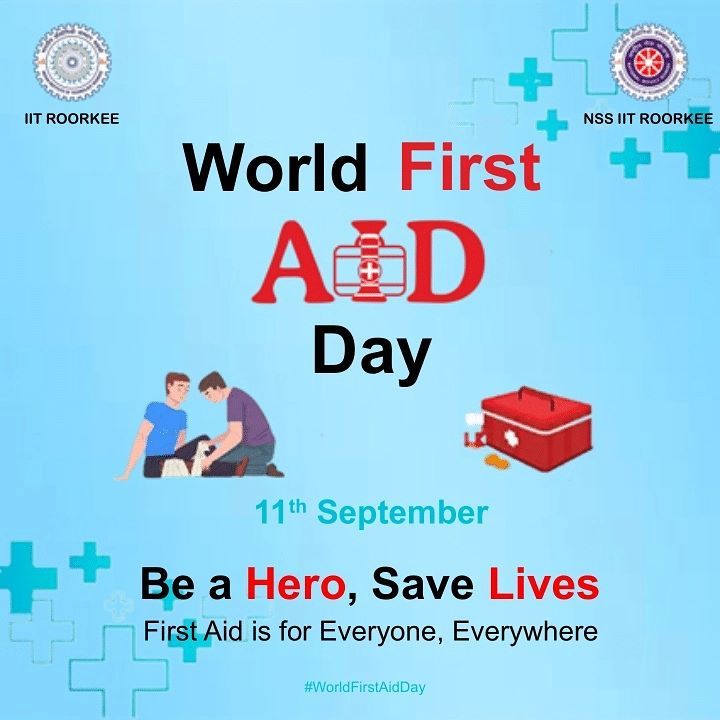 IIT ROORKEE
NSS IIT ROORKEE
World First
AID
Day
11th September
Be a Hero, Save Lives
First Aid is for Everyone, Everywhere
#WorldFirstAidDay